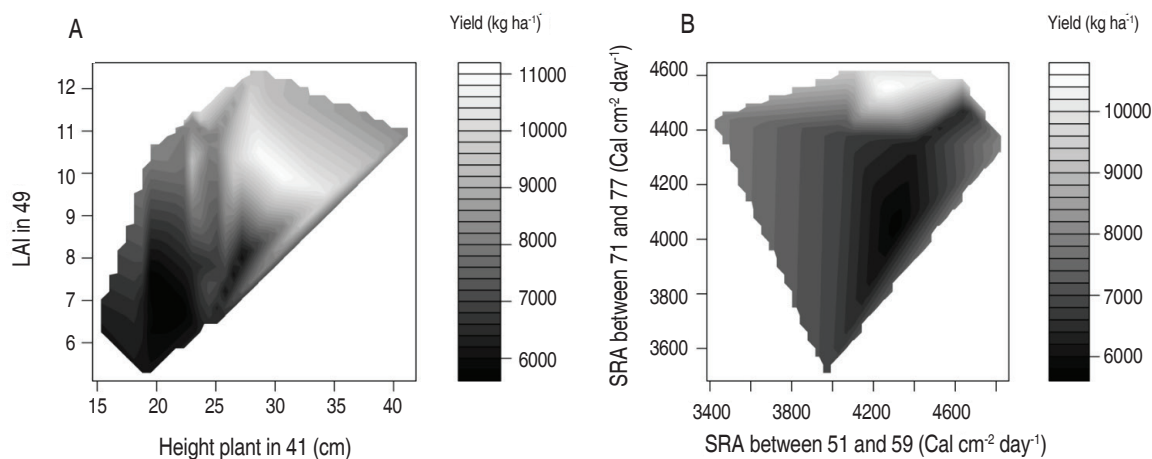 A
Yield (kg ha⁻¹)
12
11
10
9
8
7
6
LAI in 49
15 20 25 30 35 40
Height plant in 41 (cm)
11000
10000
9000
8000
7000
6000
B
Yield (kg ha⁻¹)
4600
4400
4200
4000
3800
3600
SRA between 71 and 77 (Cal cm⁻² dav⁻¹)
3400 3800 4200 4600
SRA between 51 and 59 (Cal cm⁻² day⁻¹)
10000
9000
8000
7000
6000